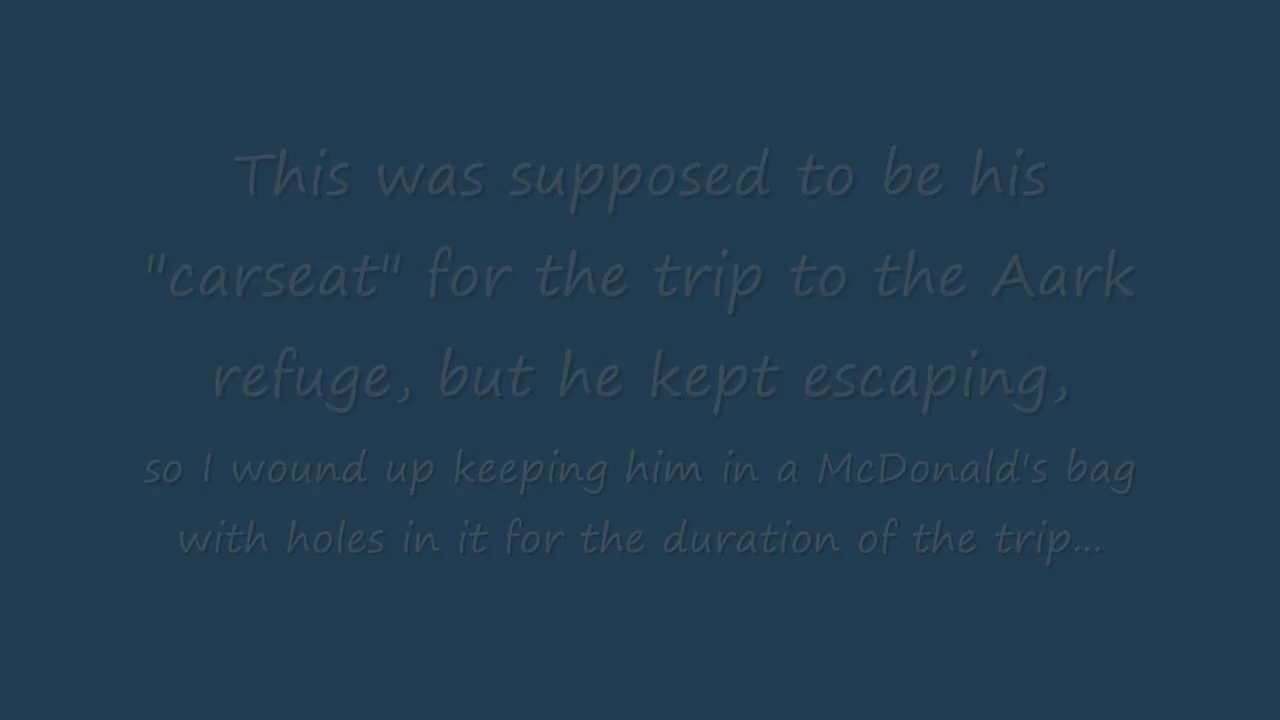 This was supposed to be his
"carseat" for the trip to the Aark
refuge, but he kept escaping,
so I wound up keeping him in a McDonald's bag
with holes in it for the duration of the trip...